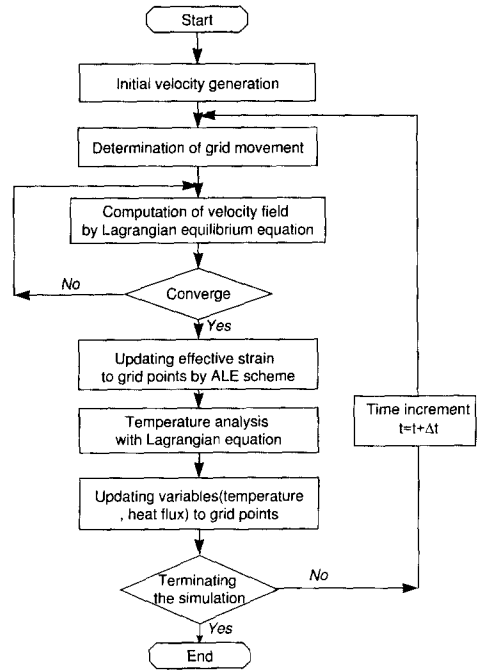 Start
Initial velocity generation
Determination of grid movement
Computation of velocity field
by Lagrangian equilibrium equation
No
Converge
Yes
Updating effective strain
to grid points by ALE scheme
Time increment
t=t+Δt
Temperature analysis
with Lagrangian equation
Updating variables(temperature
, heat flux) to grid points
Terminating
the simulation
No
Yes
End